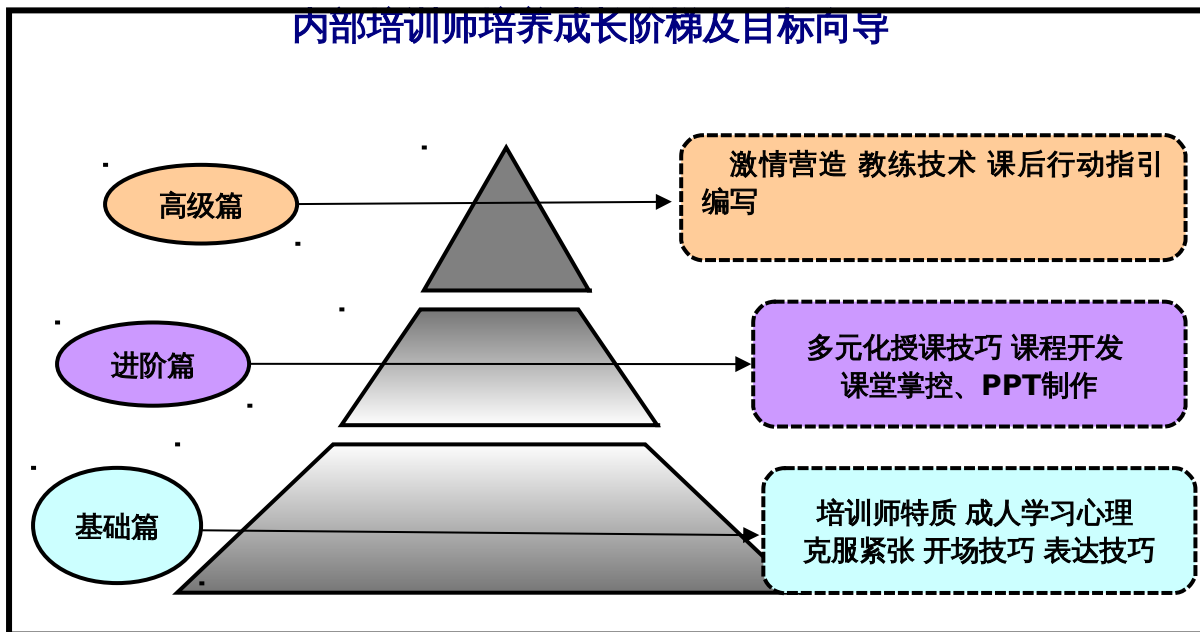 内部培训师培养成长阶梯及目标向导
高级篇
激情营造 教练技术 课后行动指引
编写
进阶篇
多元化授课技巧 课程开发
课堂掌控、PPT制作
基础篇
培训师特质 成人学习心理
克服紧张 开场技巧 表达技巧